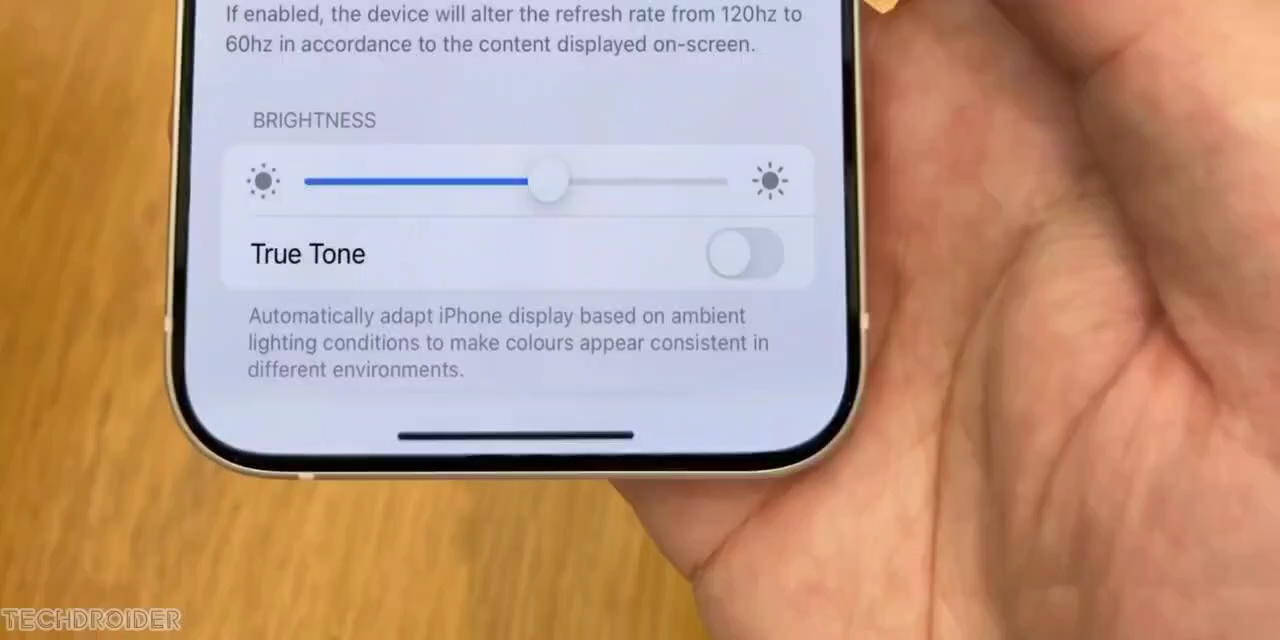 If enabled, the device will alter the refresh rate from 120hz to
60hz in accordance to the content displayed on-screen.
BRIGHTNESS
True Tone
Automatically adapt iPhone display based on ambient
lighting conditions to make colours appear consistent in
different environments.
TECHDROIDER